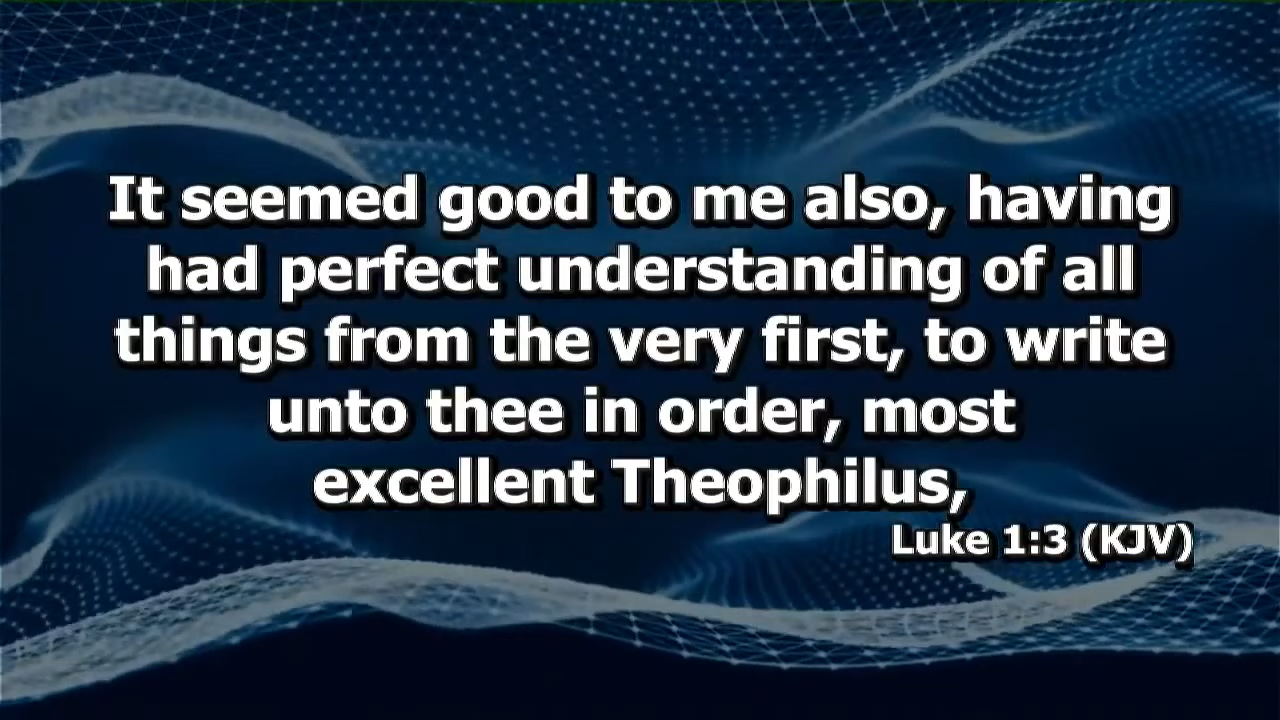 It seemed good to me also, having
had perfect understanding of all
things from the very first, to write
unto thee in order, most
excellent Theophilus,
Luke 1:3 (KJV)